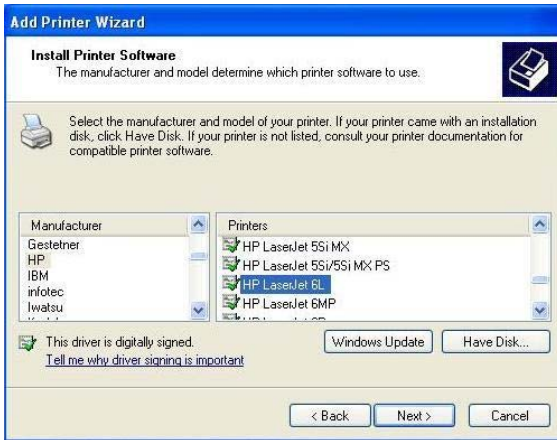 Add Printer Wizard
Install Printer Software
The manufacturer and model determine which printer software to use.
Select the manufacturer and model of your printer. If your printer came with an installation
disk, click Have Disk. If your printer is not listed, consult your printer documentation for
compatible printer software.
Manufacturer
Gestetner
HP
IBM
infotec
Iwatsu
Printers
HP LaserJet 5Si MX
HP LaserJet 5Si/5Si MX PS
HP LaserJet 6L
HP LaserJet 6MP
This driver is digitally signed.
Tell me why driver signing is important
Windows Update
Have Disk...
< Back
Next >
Cancel